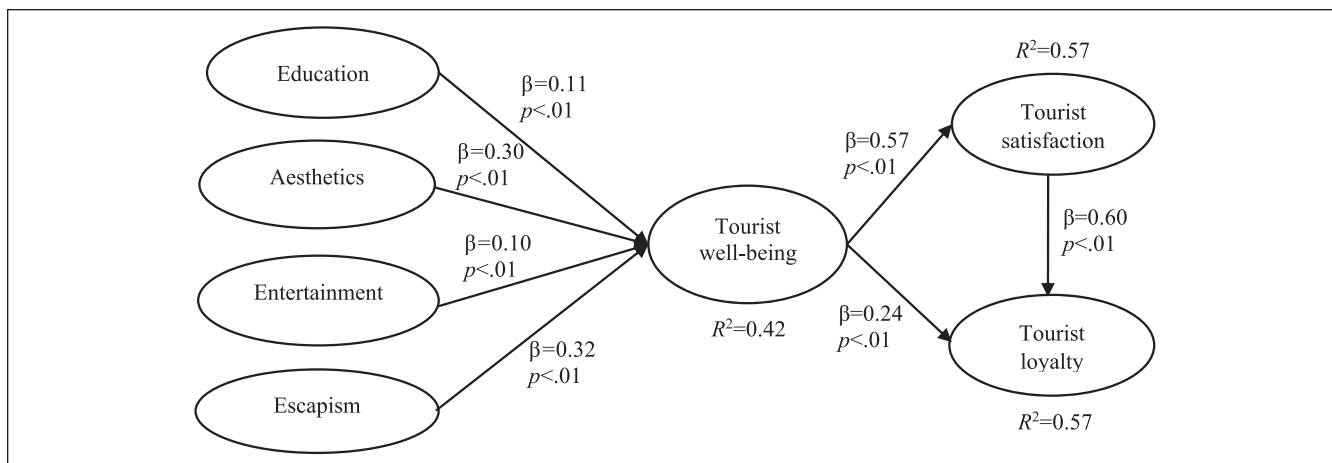 Education
β=0.11
p<.01
Aesthetics
β=0.30
p<.01
Entertainment
β=0.10
p<.01
Escapism
β=0.32
p<.01
Tourist
well-being
R²=0.42
β=0.57
p<.01
β=0.24
p<.01
R²=0.57
Tourist
satisfaction
β=0.60
p<.01
Tourist
loyalty
R²=0.57